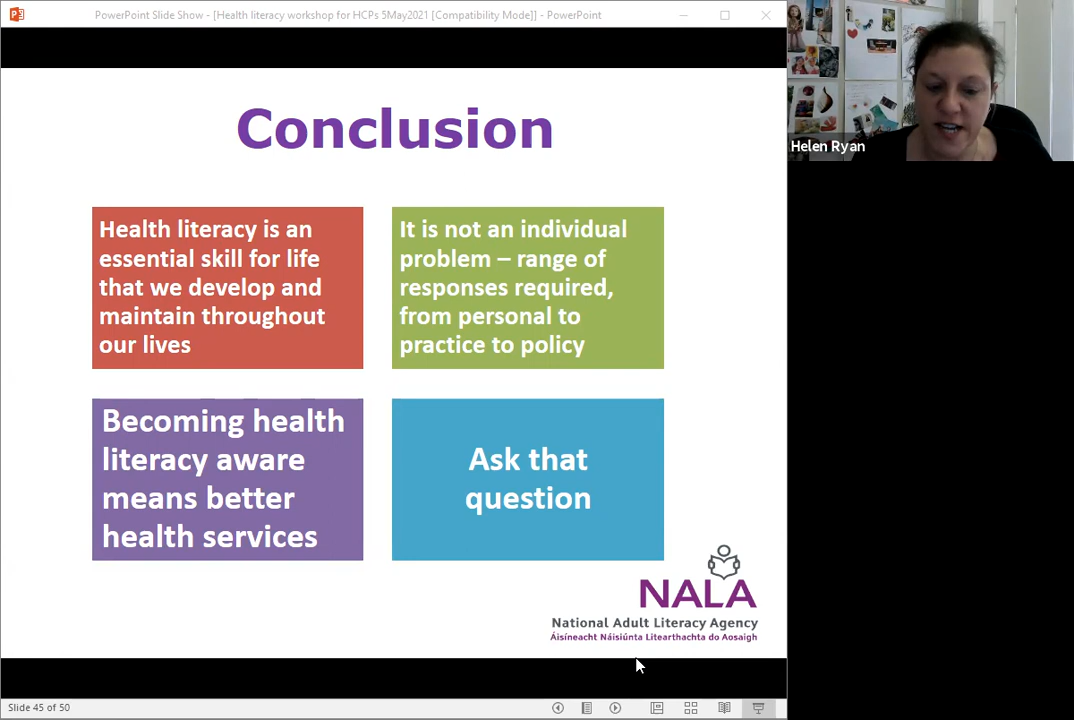 PowerPoint Slide Show - [Health literacy workshop for HCPs 5May2021 [Compatibility Mode]] - PowerPoint
Helen Ryan
Conclusion
Health literacy is an
essential skill for life
that we develop and
maintain throughout
our lives
It is not an individual
problem – range of
responses required,
from personal to
practice to policy
Becoming health
literacy aware
means better
health services
Ask that
question
NALA
National Adult Literacy Agency
Áisíneacht Náisiúnta Litearthachta do Aosaigh
Slide 45 of 50